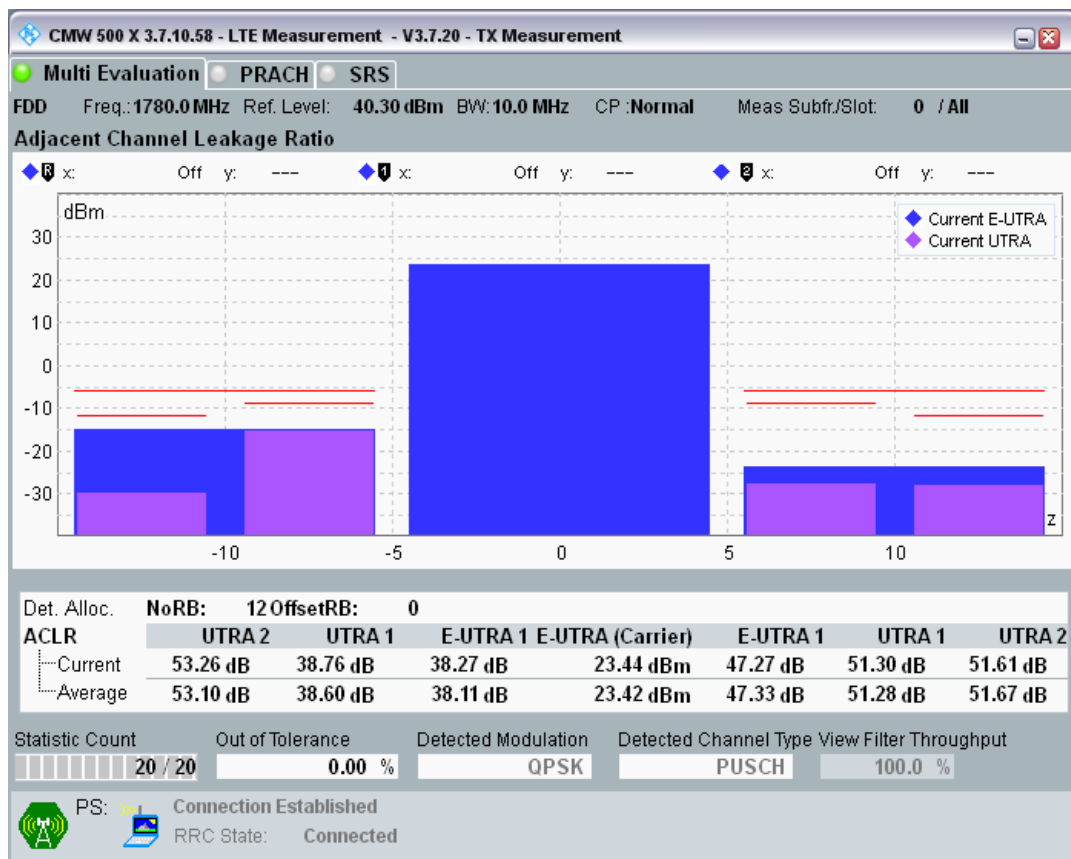 CMW 500 X 3.7.10.58 - LTE Measurement - V3.7.20 - TX Measurement
Multi Evaluation PRACH SRS
FDD Freq.:1780.0 MHz Ref. Level: 40.30 dBm BW:10.0 MHz CP :Normal Meas Subfr./Slot: 0 / All
Adjacent Channel Leakage Ratio
R x: Off y: --- 1 x: Off y: --- 2 x: Off y: ---
dBm
Current E-UTRA
Current UTRA
30
20
10
0
-10
-20
-30
z
-10 -5 0 5 10
Det. Alloc. NoRB: 12 OffsetRB: 0
ACLR UTRA 2 UTRA 1 E-UTRA 1 E-UTRA (Carrier) E-UTRA 1 UTRA 1 UTRA 2
Current 53.26 dB 38.76 dB 38.27 dB 23.44 dBm 47.27 dB 51.30 dB 51.61 dB
Average 53.10 dB 38.60 dB 38.11 dB 23.42 dBm 47.33 dB 51.28 dB 51.67 dB
Statistic Count Out of Tolerance Detected Modulation Detected Channel Type View Filter Throughput
20 / 20 0.00 % QPSK PUSCH 100.0 %
PS: Connection Established
RRC State: Connected